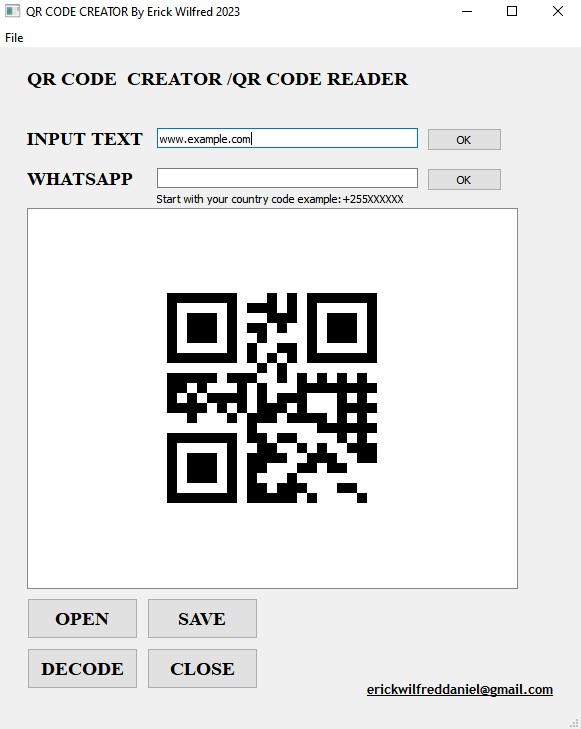 QR CODE CREATOR By Erick Wilfred 2023
File
QR CODE  CREATOR /QR CODE READER
INPUT TEXT www.example.com OK
WHATSAPP OK
Start with your country code example: +255XXXXXX
OPEN SAVE
DECODE CLOSE
erickwilfreddaniel@gmail.com